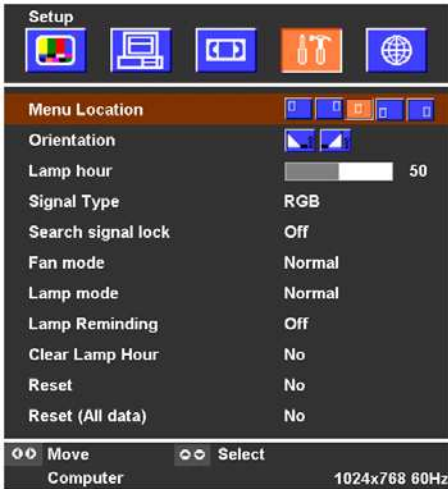 Setup
Menu Location
Orientation
Lamp hour 50
Signal Type RGB
Search signal lock Off
Fan mode Normal
Lamp mode Normal
Lamp Reminding Off
Clear Lamp Hour No
Reset No
Reset (All data) No
Move Select
Computer 1024x768 60Hz